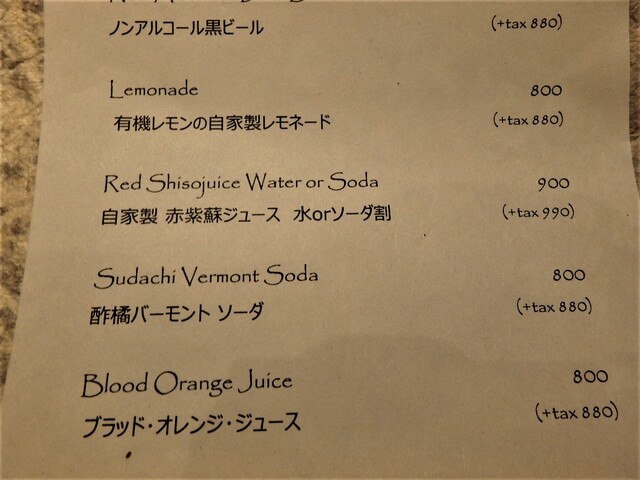 ノンアルコール黒ビール (+tax 880)
Lemonade 800
有機レモンの自家製レモネード (+tax 880)
Red Shisojuice Water or Soda 900
自家製 赤紫蘇ジュース 水orソーダ割 (+tax 990)
Sudachi Vermont Soda 800
酢橘バーモント ソーダ (+tax 880)
Blood Orange Juice 800
ブラッド・オレンジ・ジュース (+tax 880)